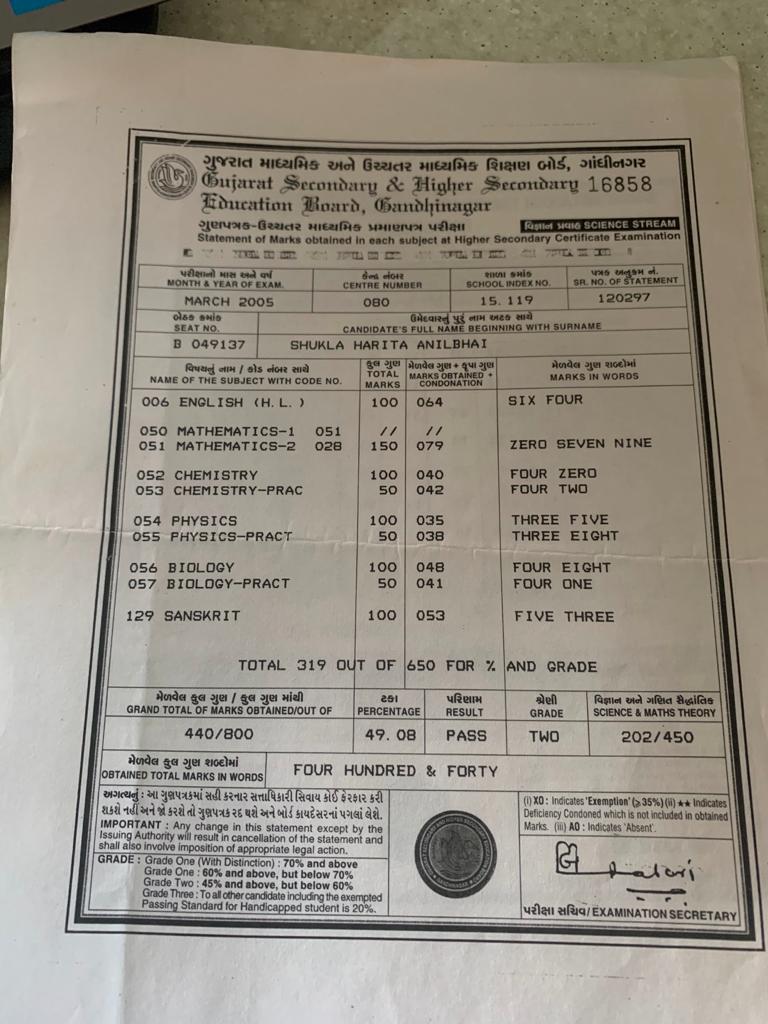 ગુજરાત માધ્યમિક અને ઉચ્ચતર માધ્યમિક શિક્ષણ બોર્ડ, ગાંધીનગર
Gujarat Secondary & Higher Secondary 16858
Education Board, Gandhinagar
ગુણપત્રક-ઉચ્ચતર માધ્યમિક પ્રમાણપત્ર પરીક્ષા વિજ્ઞાન પ્રવાહ SCIENCE STREAM
Statement of Marks obtained in each subject at Higher Secondary Certificate Examination
પરીક્ષાનો માસ અને વર્ષ કેન્દ્ર નંબર શાળા ક્રમાંક પત્રક અનુક્રમ નં.
MONTH & YEAR OF EXAM. CENTRE NUMBER SCHOOL INDEX NO. SR. NO. OF STATEMENT
MARCH 2005 080 15. 119 120297
બેઠક ક્રમાંક ઉમેદવારનું પુરું નામ અટક સાથે
SEAT NO. CANDIDATE'S FULL NAME BEGINNING WITH SURNAME
B 049137 SHUKLA HARITA ANILBHAI
વિષયનું નામ / કોડ નંબર સાથે કુલ ગુણ મેળવેલ ગુણ + કૃપા ગુણ મેળવેલ ગુણ શબ્દોમાં
NAME OF THE SUBJECT WITH CODE NO. TOTAL MARKS MARKS OBTAINED + CONDONATION MARKS IN WORDS
006 ENGLISH (H.L.) 100 064 SIX FOUR
050 MATHEMATICS-1 051 // //
051 MATHEMATICS-2 028 150 079 ZERO SEVEN NINE
052 CHEMISTRY 100 040 FOUR ZERO
053 CHEMISTRY-PRAC 50 042 FOUR TWO
054 PHYSICS 100 035 THREE FIVE
055 PHYSICS-PRACT 50 038 THREE EIGHT
056 BIOLOGY 100 048 FOUR EIGHT
057 BIOLOGY-PRACT 50 041 FOUR ONE
129 SANSKRIT 100 053 FIVE THREE
TOTAL 319 OUT OF 650 FOR % AND GRADE
મેળવેલ કુલ ગુણ / કુલ ગુણ માંથી ટકા પરિણામ શ્રેણી વિજ્ઞાન અને ગણિત સૈદ્ધાંતિક
GRAND TOTAL OF MARKS OBTAINED/OUT OF PERCENTAGE RESULT GRADE SCIENCE & MATHS THEORY
440/800 49.08 PASS TWO 202/450
મેળવેલ કુલ ગુણ શબ્દમાં
OBTAINED TOTAL MARKS IN WORDS FOUR HUNDRED & FORTY
અગત્યનું : આ ગુણપત્રકમાં સહી કરનાર સત્તાધિકારી સિવાય કોઈ ફેરફાર કરી
શકશે નહીં અને જો કરશે તો ગુણપત્રક રદ થશે અને બોર્ડ કાયદેસરનાં પગલાં લેશે.
IMPORTANT : Any change in this statement except by the
Issuing Authority will result in cancellation of the statement and
shall also involve imposition of appropriate legal action.
GRADE : Grade One (With Distinction) : 70% and above
Grade One : 60% and above, but below 70%
Grade Two : 45% and above, but below 60%
Grade Three : To all other candidate including the exempted
Passing Standard for Handicapped student is 20%.
(i) XO : Indicates 'Exemption' (⩾35%) (ii) ★★ Indicates
Deficiency Condoned which is not included in obtained
Marks. (iii) AO : Indicates 'Absent'.
પરીક્ષા સચિવ/EXAMINATION SECRETARY